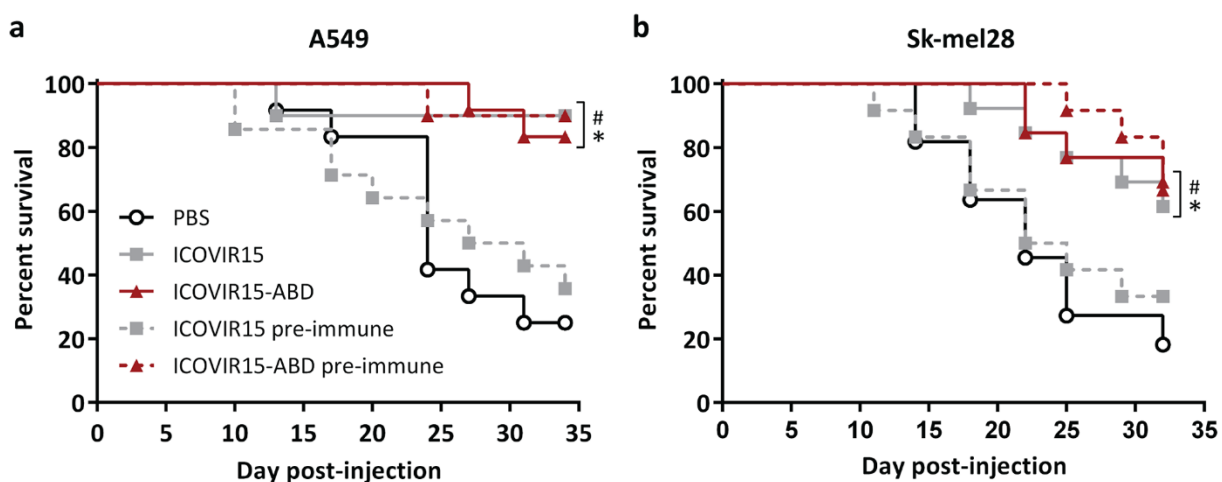 a
A549
Percent survival
100
80
60
40
20
0
PBS
ICOVIR15
ICOVIR15-ABD
ICOVIR15 pre-immune
ICOVIR15-ABD pre-immune
#
*
0 5 10 15 20 25 30 35
Day post-injection
b
Sk-mel28
Percent survival
100
80
60
40
20
0
#
*
0 5 10 15 20 25 30 35
Day post-injection